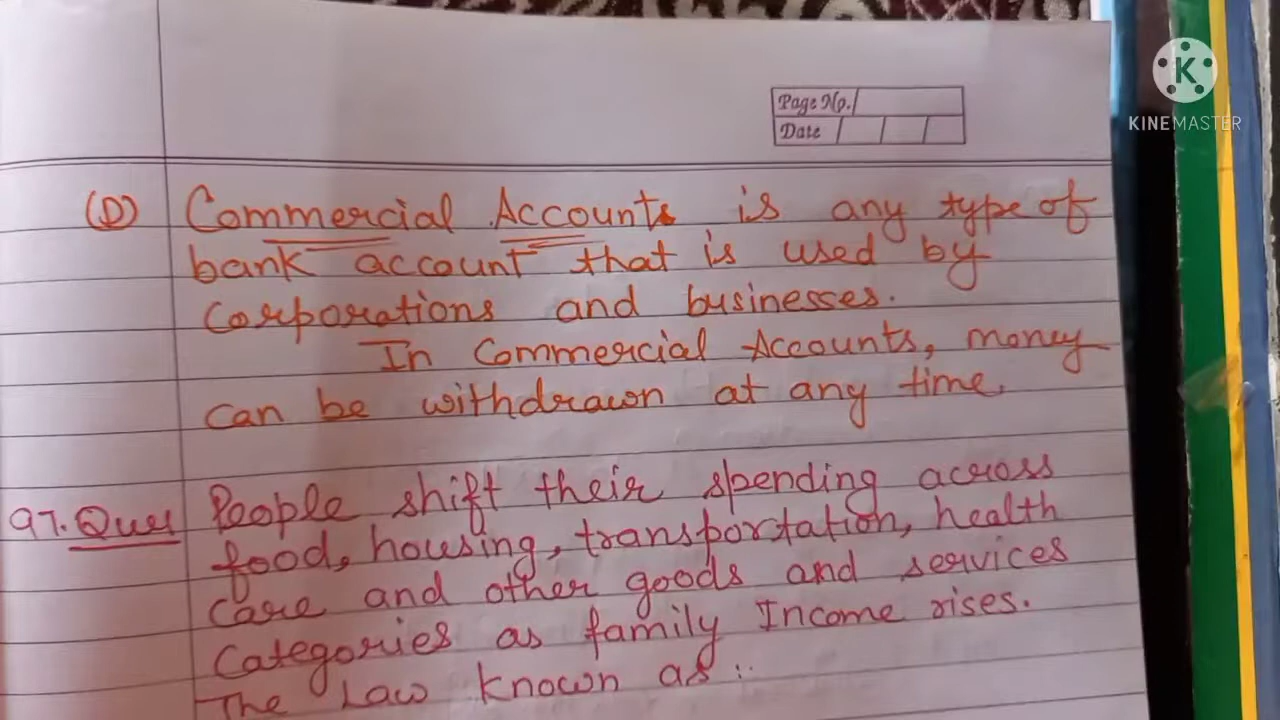 K
KINEMASTER
Page No.
Date
(D) Commercial Accounts is any type of
bank account that is used by
corporations and businesses.
In Commercial Accounts, money
can be withdrawn at any time.
97. Ques People shift their spending across
food, housing, transportation, health
care and other goods and services
Categories as family Income rises.
The Law known as :